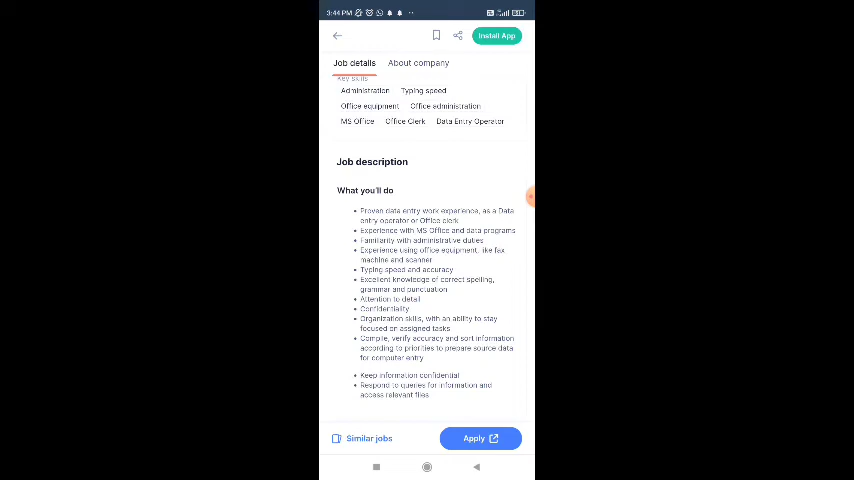 3:44 PM
Install App
Job details About company
Key skills
Administration Typing speed
Office equipment Office administration
MS Office Office Clerk Data Entry Operator
Job description
What you'll do
• Proven data entry work experience, as a Data
entry operator or Office clerk
• Experience with MS Office and data programs
• Familiarity with administrative duties
• Experience using office equipment, like fax
machine and scanner
• Typing speed and accuracy
• Excellent knowledge of correct spelling,
grammar and punctuation
• Attention to detail
• Confidentiality
• Organization skills, with an ability to stay
focused on assigned tasks
• Compile, verify accuracy and sort information
according to priorities to prepare source data
for computer entry
• Keep information confidential
• Respond to queries for information and
access relevant files
Similar jobs Apply